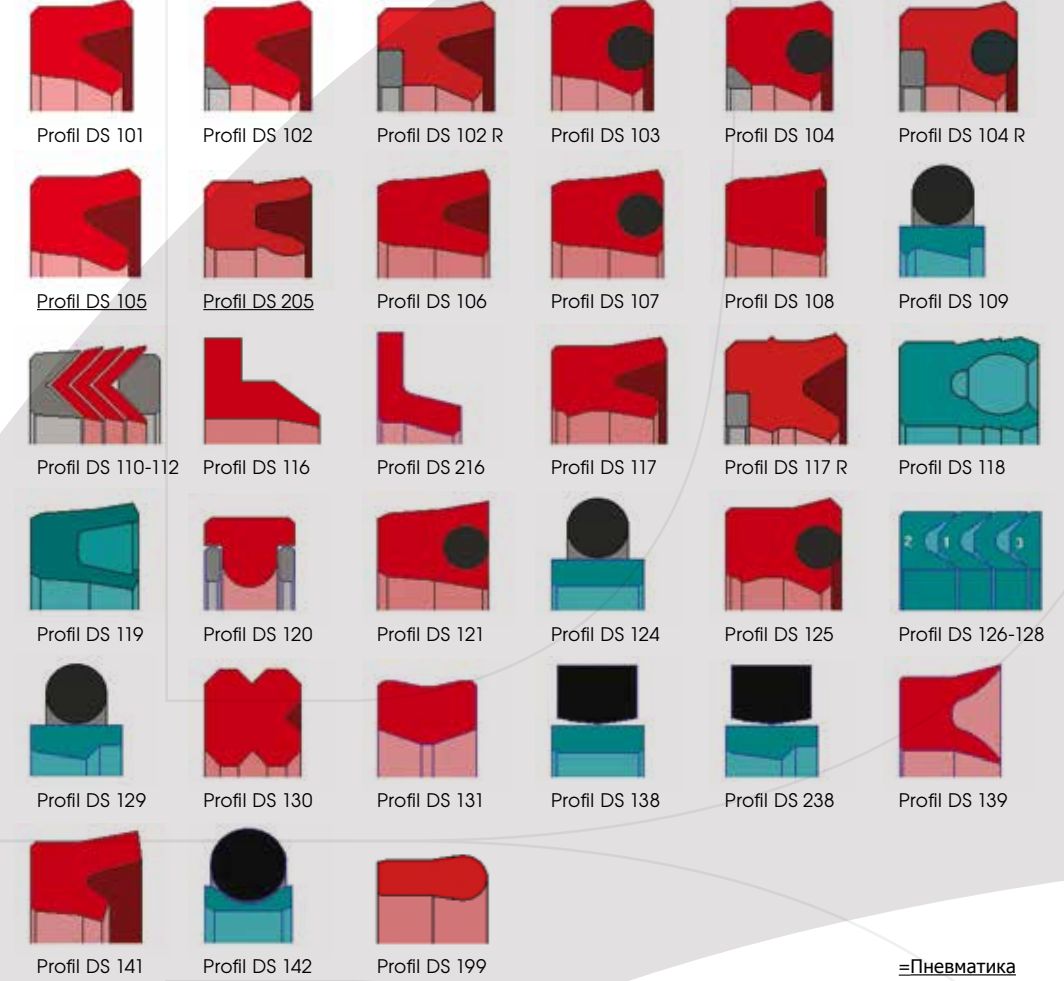 Profil DS 101 Profil DS 102 Profil DS 102 R Profil DS 103 Profil DS 104 Profil DS 104 R
Profil DS 105 Profil DS 205 Profil DS 106 Profil DS 107 Profil DS 108 Profil DS 109
Profil DS 110-112 Profil DS 116 Profil DS 216 Profil DS 117 Profil DS 117 R Profil DS 118
2 1 3
Profil DS 119 Profil DS 120 Profil DS 121 Profil DS 124 Profil DS 125 Profil DS 126-128
Profil DS 129 Profil DS 130 Profil DS 131 Profil DS 138 Profil DS 238 Profil DS 139
Profil DS 141 Profil DS 142 Profil DS 199 =Пневматика